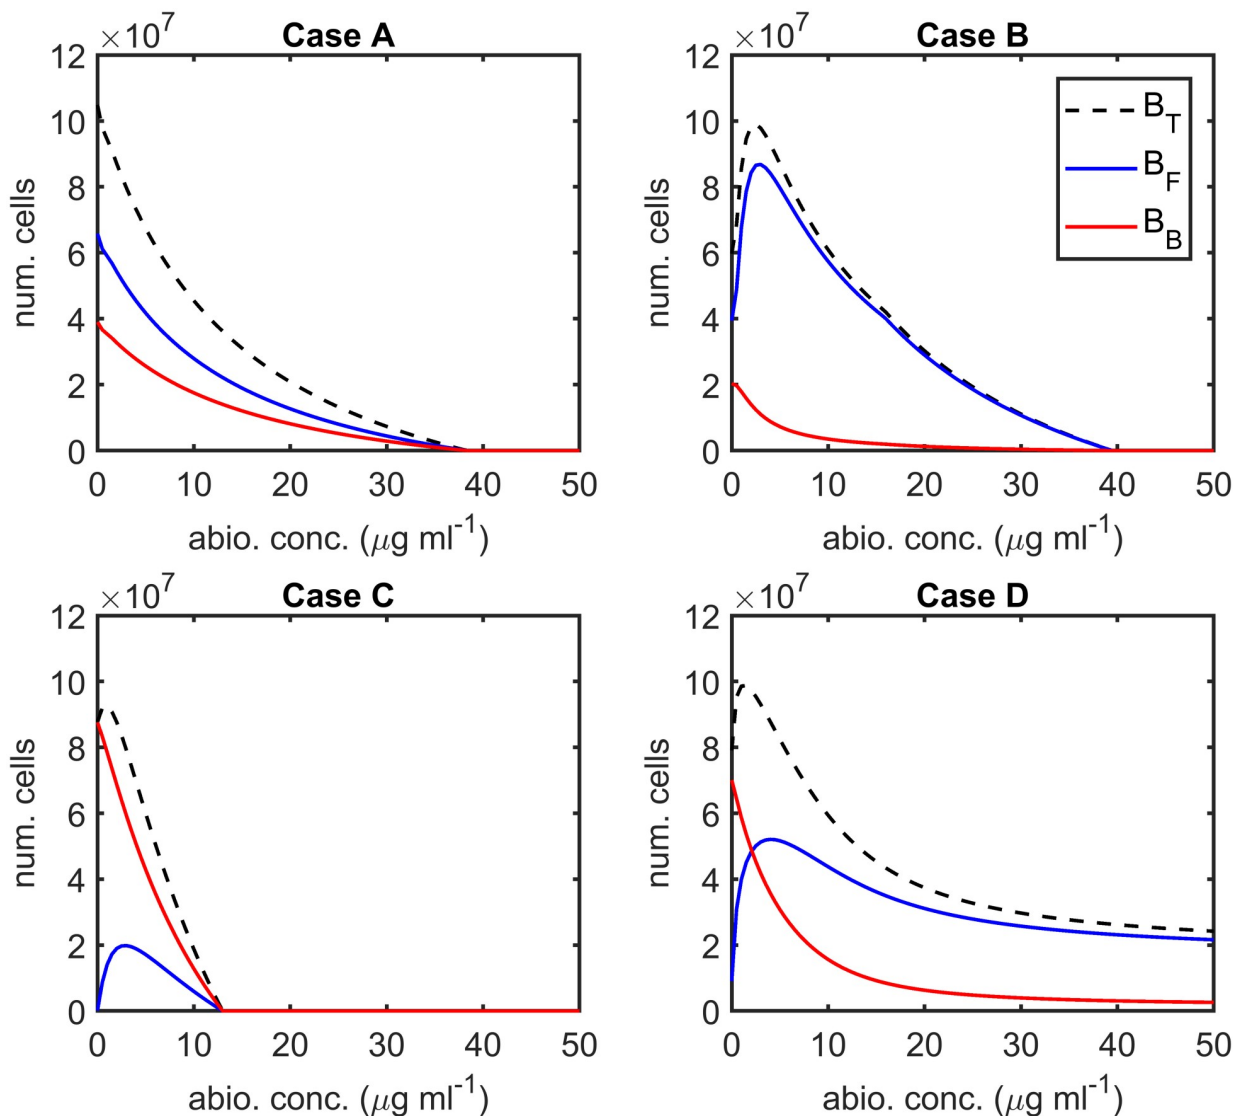 Case A
×10^7
12
10
8
6
4
2
0
num. cells
0 10 20 30 40 50
abio. conc. (μg ml^-1)
Case B
×10^7
12
10
8
6
4
2
0
num. cells
B_T
B_F
B_B
0 10 20 30 40 50
abio. conc. (μg ml^-1)
Case C
×10^7
12
10
8
6
4
2
0
num. cells
0 10 20 30 40 50
abio. conc. (μg ml^-1)
Case D
×10^7
12
10
8
6
4
2
0
num. cells
0 10 20 30 40 50
abio. conc. (μg ml^-1)